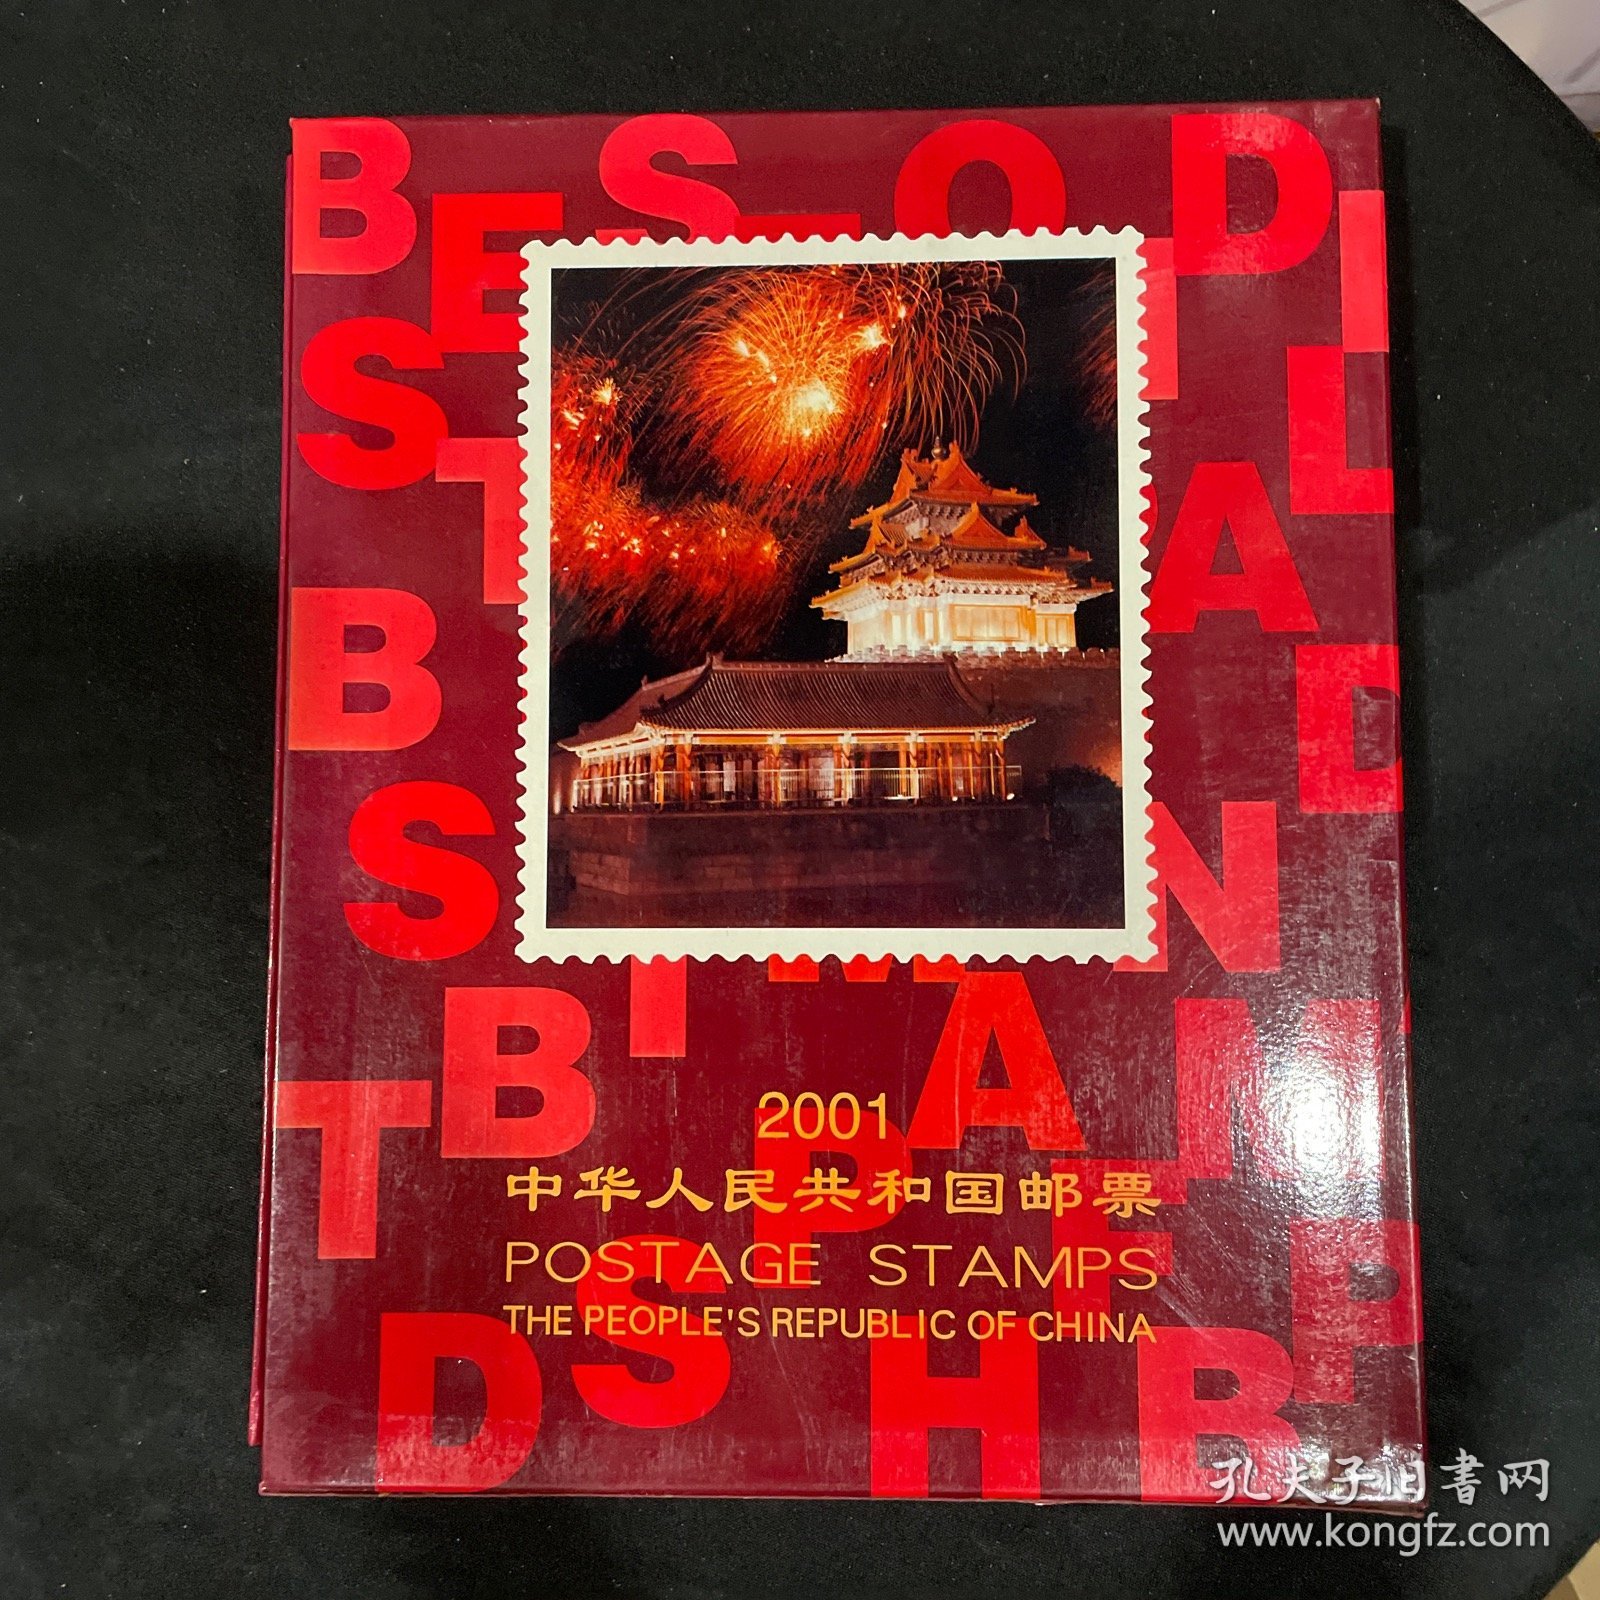 2001
中华人民共和国邮票
POSTAGE STAMPS
THE PEOPLE'S REPUBLIC OF CHINA
孔夫子旧書网
www.kongfz.com